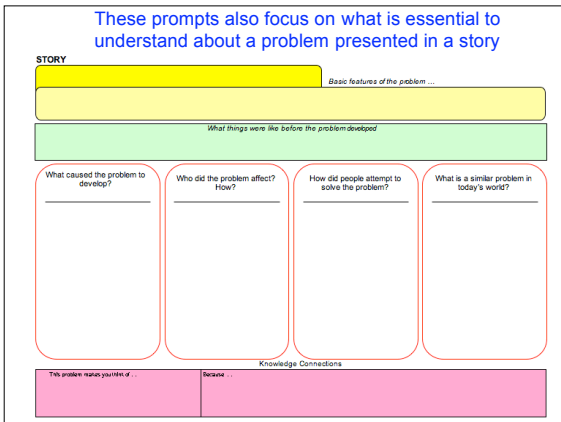 These prompts also focus on what is essential to
understand about a problem presented in a story
STORY
Basic features of the problem ...
What things were like before the problem developed
What caused the problem to
develop?
Who did the problem affect?
How?
How did people attempt to
solve the problem?
What is a similar problem in
today's world?
Knowledge Connections
This problem makes you think of . .
Because . .